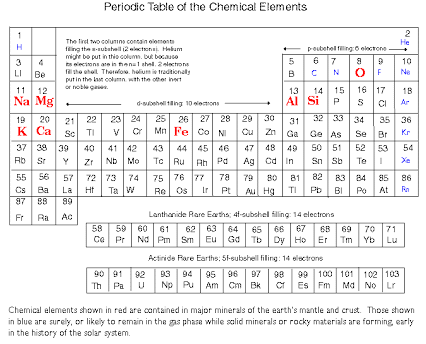 Periodic Table of the Chemical Elements
1
H
The first two columns contain elements
filling the s-subshell (2 electrons). Helium
might be put in this column, but because
its electrons are in the n=1 shell, 2 electrons
fill the shell. Therefore, helium is traditionally
put in the last column, with the other inert
or noble gases.
2
He
p-subshell filling: 6 electrons
3 4 5 6 7 8 9 10
Li Be B C N O F Ne
11 12 d-subshell filling: 10 electrons 13 14 15 16 17 18
Na Mg Al Si P S Cl Ar
19 20 21 22 23 24 25 26 27 28 29 30 31 32 33 34 35 36
K Ca Sc Ti V Cr Mn Fe Co Ni Cu Zn Ga Ge As Se Br Kr
37 38 39 40 41 42 43 44 45 46 47 48 49 50 51 52 53 54
Rb Sr Y Zr Nb Mo Tc Ru Rh Pd Ag Cd In Sn Sb Te I Xe
55 56 57 72 73 74 75 76 77 78 79 80 81 82 83 84 85 86
Cs Ba La Hf Ta W Re Os Ir Pt Au Hg Tl Pb Bi Po At Rn
87 88 89
Fr Ra Ac
Lanthanide Rare Earths; 4f-subshell filling: 14 electrons
58 59 60 61 62 63 64 65 66 67 68 69 70 71
Ce Pr Nd Pm Sm Eu Gd Tb Dy Ho Er Tm Yb Lu
Actinide Rare Earths; 5f-subshell filling: 14 electrons
90 91 92 93 94 95 96 97 98 99 100 101 102 103
Th Pa U Np Pu Am Cm Bk Cf Es Fm Md No Lr
Chemical elements shown in red are contained in major minerals of the earth's mantle and crust. Those shown
in blue are surely, or likely to remain in the gas phase while solid minerals or rocky materials are forming, early
in the history of the solar system.